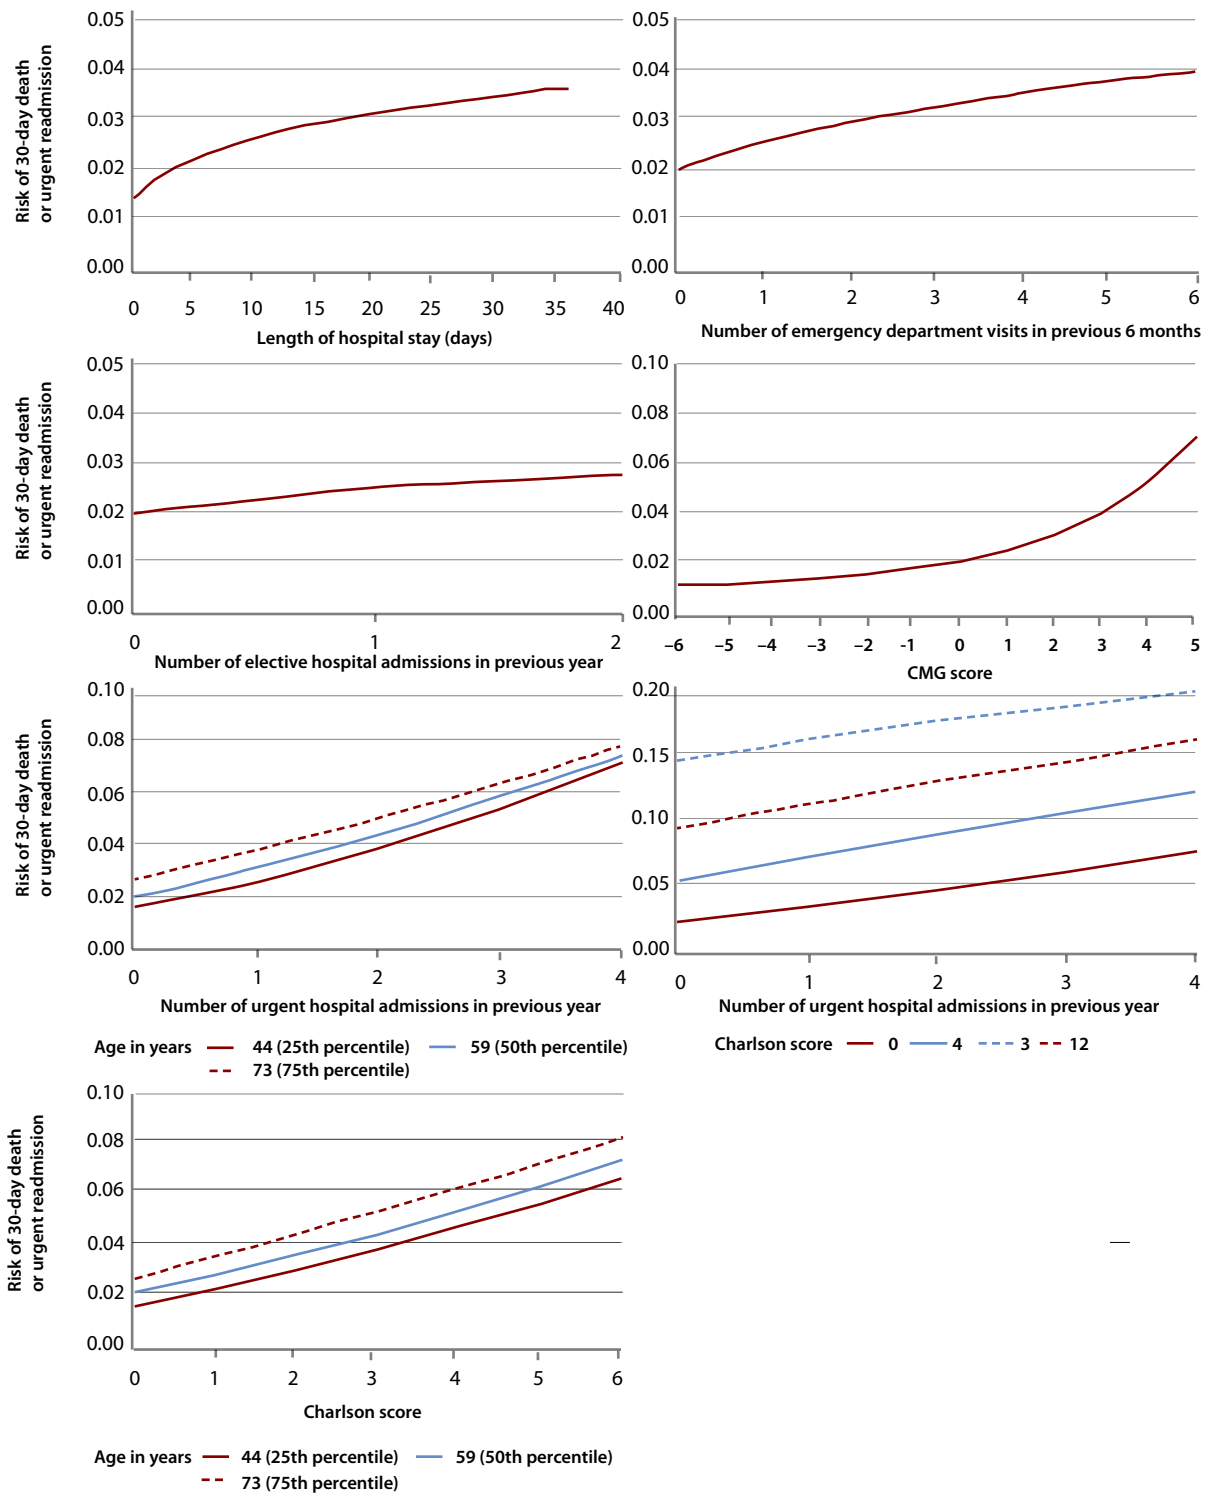 0.05
0.04
0.03
0.02
0.01
0.00
Risk of 30-day death
or urgent readmission
0 5 10 15 20 25 30 35 40
Length of hospital stay (days)
0.05
0.04
0.03
0.02
0.01
0.00
0 1 2 3 4 5 6
Number of emergency department visits in previous 6 months
0.05
0.04
0.03
0.02
0.01
0.00
Risk of 30-day death
or urgent readmission
0 1 2
Number of elective hospital admissions in previous year
0.10
0.08
0.06
0.04
0.02
0.00
–6 –5 –4 –3 –2 -1 0 1 2 3 4 5
CMG score
0.10
0.08
0.06
0.04
0.02
0.00
Risk of 30-day death
or urgent readmission
0 1 2 3 4
Number of urgent hospital admissions in previous year
Age in years 44 (25th percentile) 59 (50th percentile)
73 (75th percentile)
0.20
0.15
0.10
0.05
0.00
0 1 2 3 4
Number of urgent hospital admissions in previous year
Charlson score 0 4 3 12
0.10
0.08
0.06
0.04
0.02
0.00
Risk of 30-day death
or urgent readmission
0 1 2 3 4 5 6
Charlson score
Age in years 44 (25th percentile) 59 (50th percentile)
73 (75th percentile)